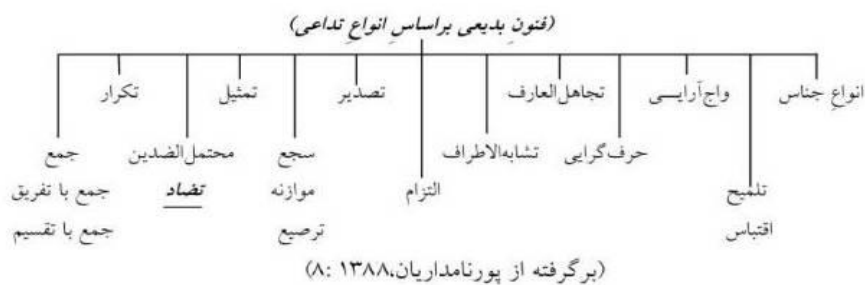 (فنونِ بدیعی براساسِ انواعِ تداعی)
انواعِ جناس
واج‌آرایــی
تجاهل‌العارف
تصدیر
تمثیل
تکرار
تلمیح
اقتباس
حرف‌گرایی
تشابه‌الاطراف
التزام
سجع
موازنه
ترصیع
محتمل‌الضدین
تضاد
جمع
جمع با تفریق
جمع با تقسیم
(برگرفته از پورنامداریان،۱۳۸۸ :۸)